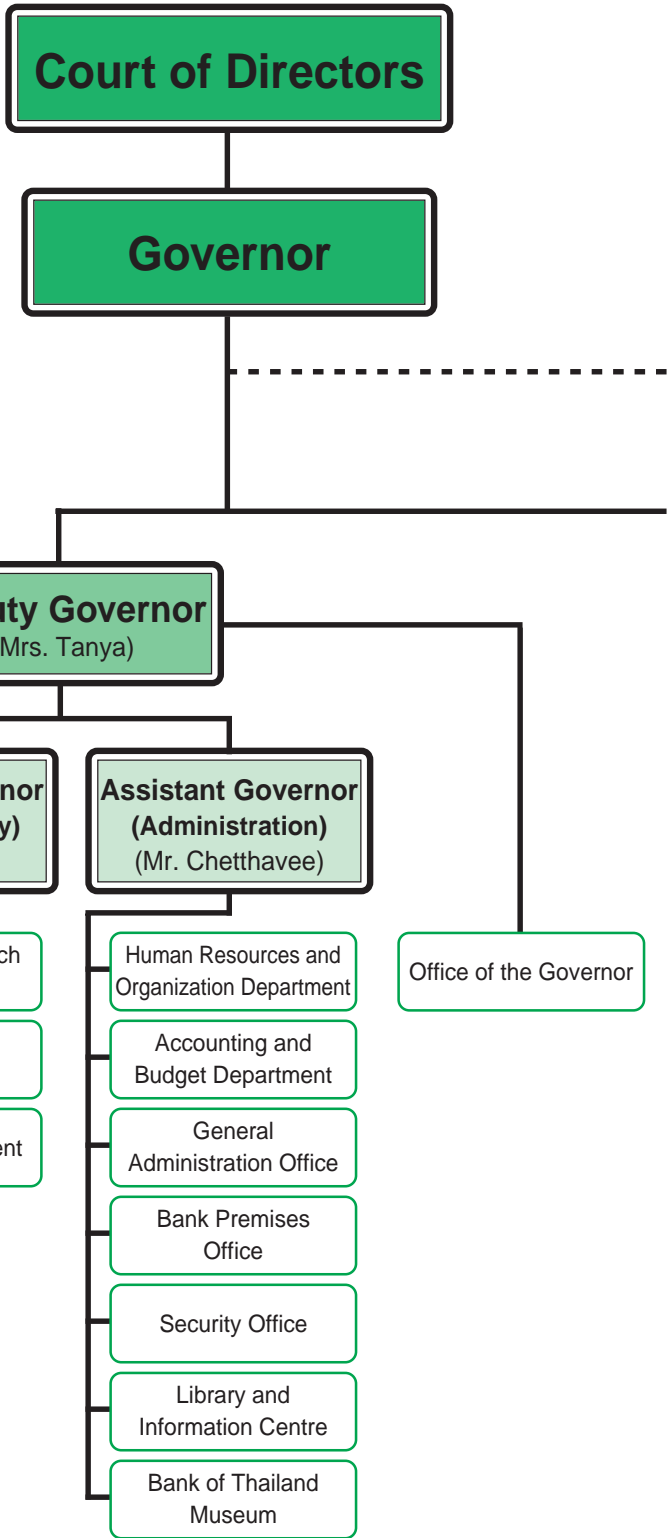 Court of Directors
Governor
uty Governor
Mrs. Tanya)
nor
y)
Assistant Governor
(Administration)
(Mr. Chetthavee)
ch
ent
Human Resources and
Organization Department
Accounting and
Budget Department
General
Administration Office
Bank Premises
Office
Security Office
Library and
Information Centre
Bank of Thailand
Museum
Office of the Governor